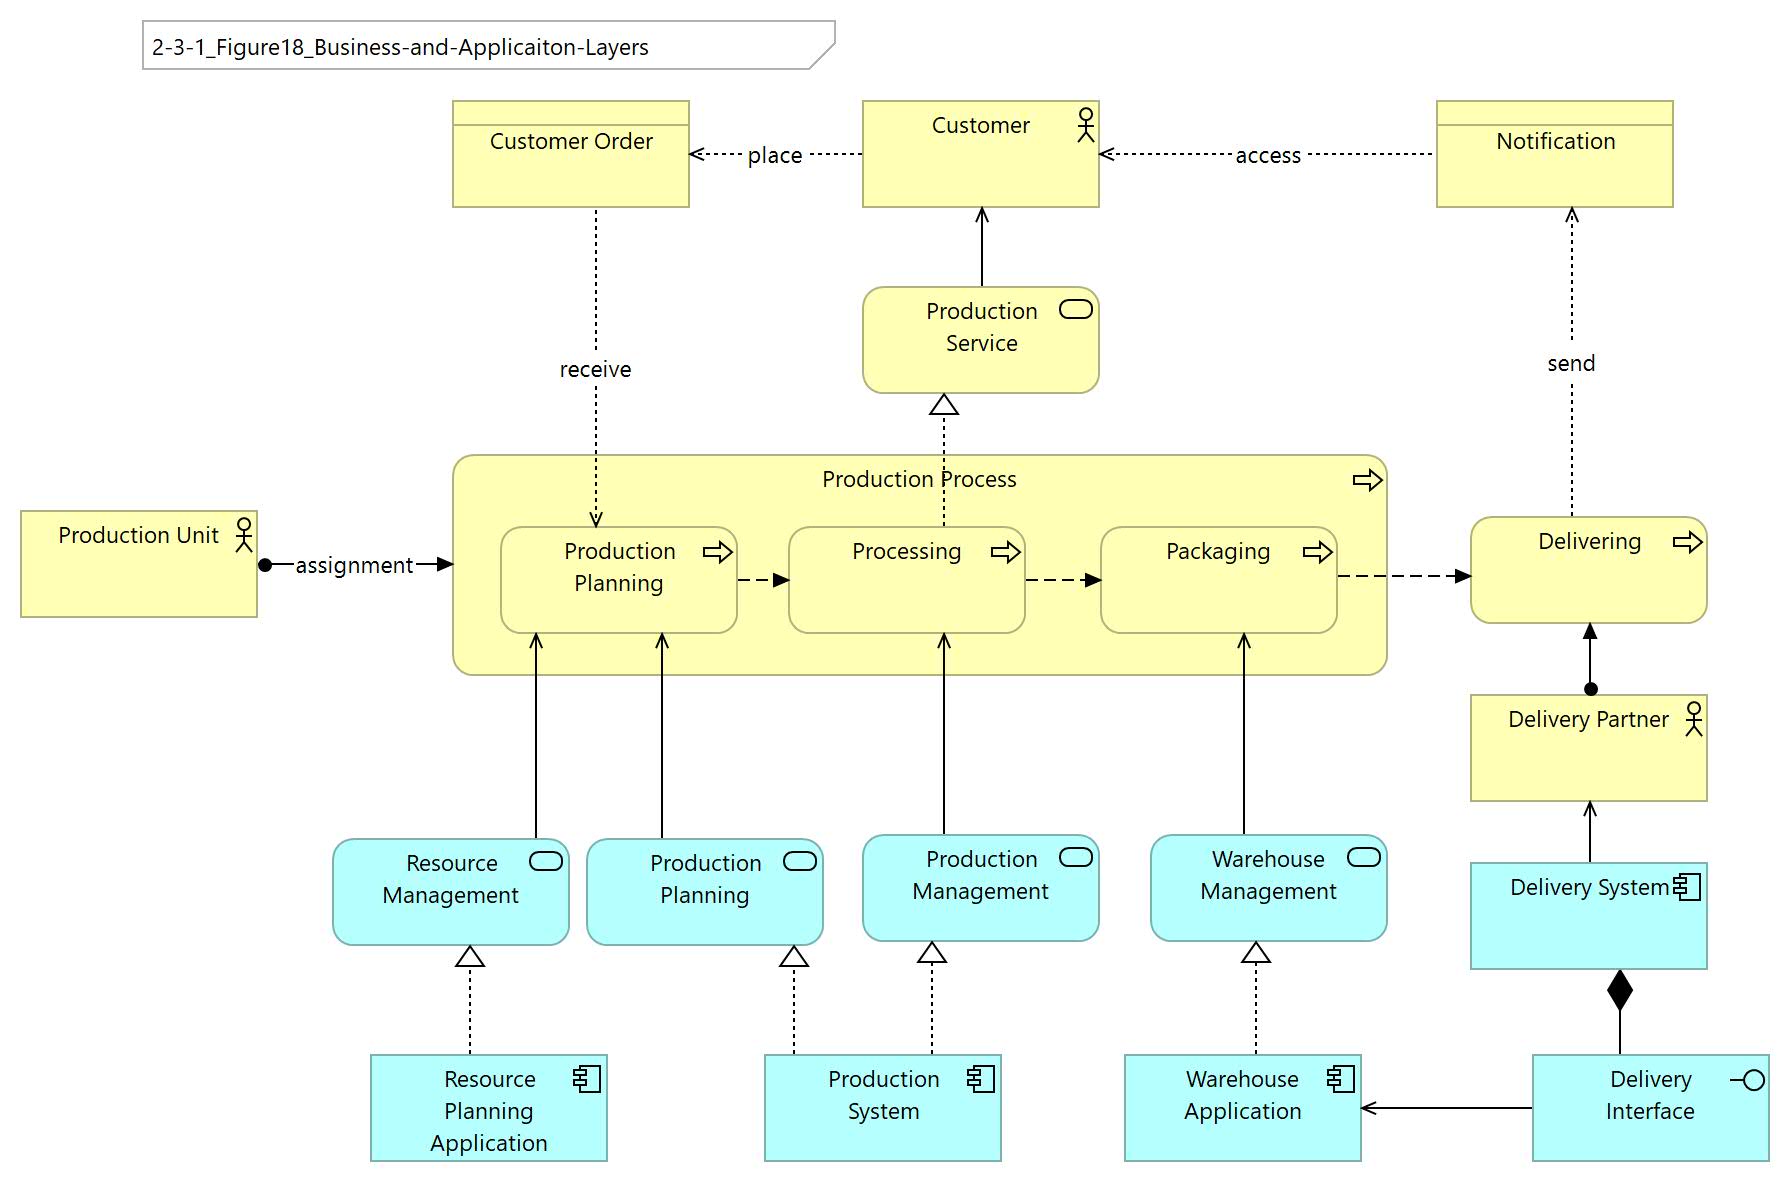 2-3-1_Figure18_Business-and-Applicaiton-Layers
Customer Order
place
Customer
access
Notification
receive
Production
Service
send
Production Process
Production Unit
assignment
Production
Planning
Processing
Packaging
Delivering
Delivery Partner
Resource
Management
Production
Planning
Production
Management
Warehouse
Management
Delivery System
Resource
Planning
Application
Production
System
Warehouse
Application
Delivery
Interface